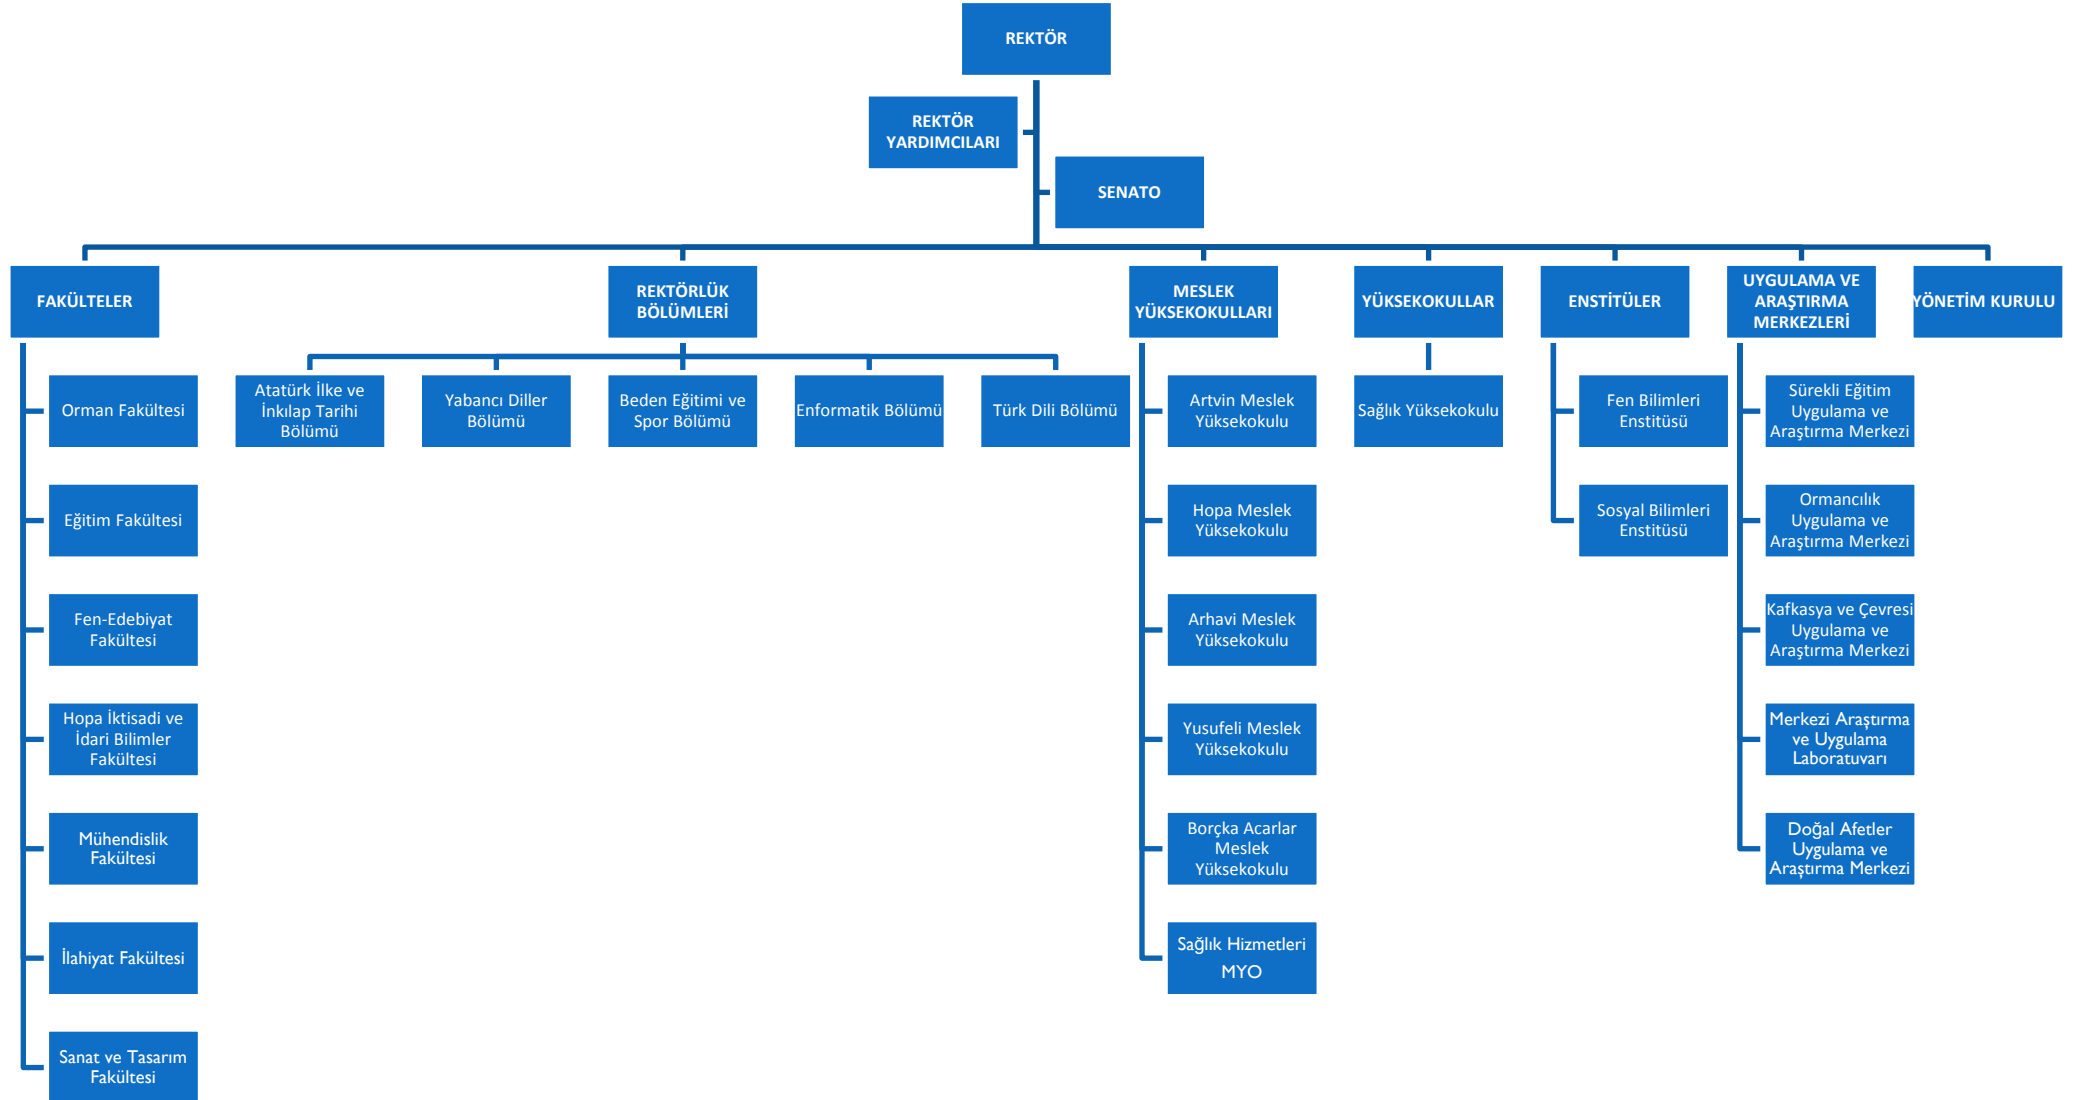 REKTÖR
REKTÖR
YARDIMCILARI
SENATO
FAKÜLTELER
Orman Fakültesi
Eğitim Fakültesi
Fen-Edebiyat
Fakültesi
Hopa İktisadi ve
İdari Bilimler
Fakültesi
Mühendislik
Fakültesi
İlahiyat Fakültesi
Sanat ve Tasarım
Fakültesi
REKTÖRLÜK
BÖLÜMLERİ
Atatürk İlke ve
İnkılap Tarihi
Bölümü
Yabancı Diller
Bölümü
Beden Eğitimi ve
Spor Bölümü
Enformatik Bölümü
Türk Dili Bölümü
MESLEK
YÜKSEKOKULLARI
Artvin Meslek
Yüksekokulu
Hopa Meslek
Yüksekokulu
Arhavi Meslek
Yüksekokulu
Yusufeli Meslek
Yüksekokulu
Borçka Acarlar
Meslek
Yüksekokulu
Sağlık Hizmetleri
MYO
YÜKSEKOKULLAR
Sağlık Yüksekokulu
ENSTİTÜLER
Fen Bilimleri
Enstitüsü
Sosyal Bilimleri
Enstitüsü
UYGULAMA VE
ARAŞTIRMA
MERKEZLERİ
Sürekli Eğitim
Uygulama ve
Araştırma Merkezi
Ormancılık
Uygulama ve
Araştırma Merkezi
Kafkasya ve Çevresi
Uygulama ve
Araştırma Merkezi
Merkezi Araştırma
ve Uygulama
Laboratuvarı
Doğal Afetler
Uygulama ve
Araştırma Merkezi
YÖNETİM KURULU